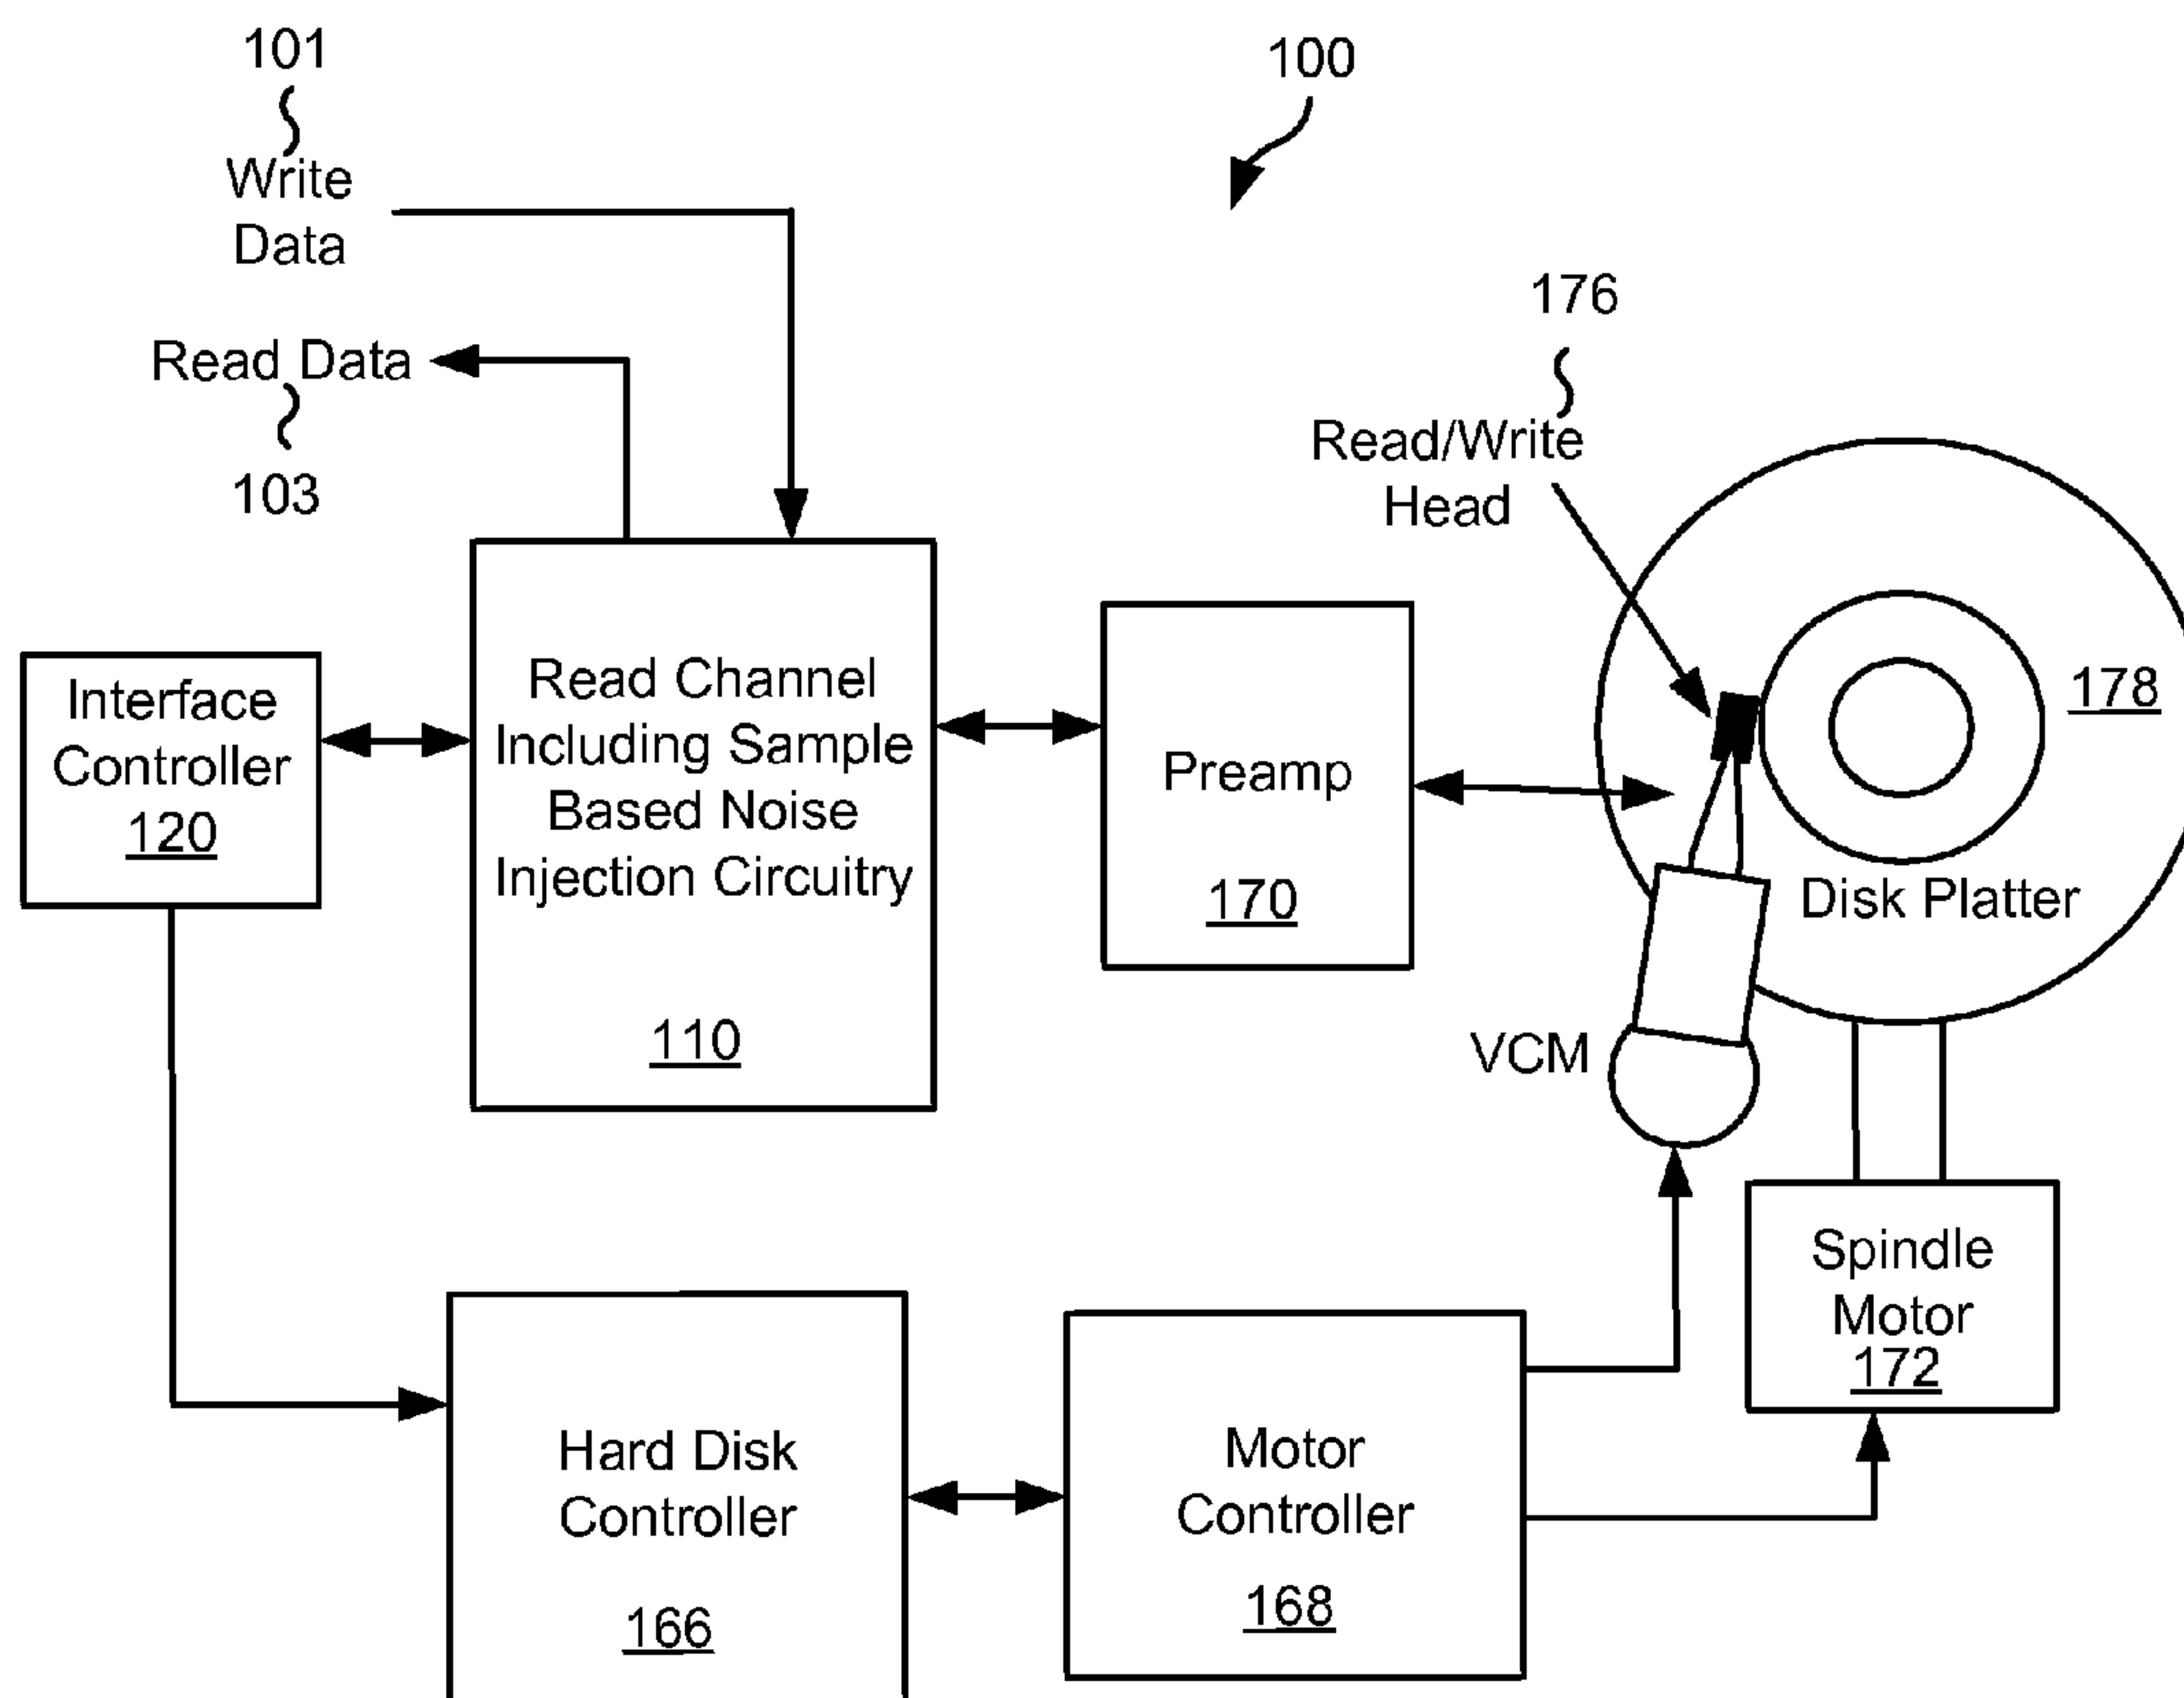 101
Write
Data
100
Read Data
103
176
Read/Write
Head
Interface
Controller
120
Read Channel
Including Sample
Based Noise
Injection Circuitry
110
Preamp
170
178
Disk Platter
VCM
Spindle
Motor
172
Hard Disk
Controller
166
Motor
Controller
168